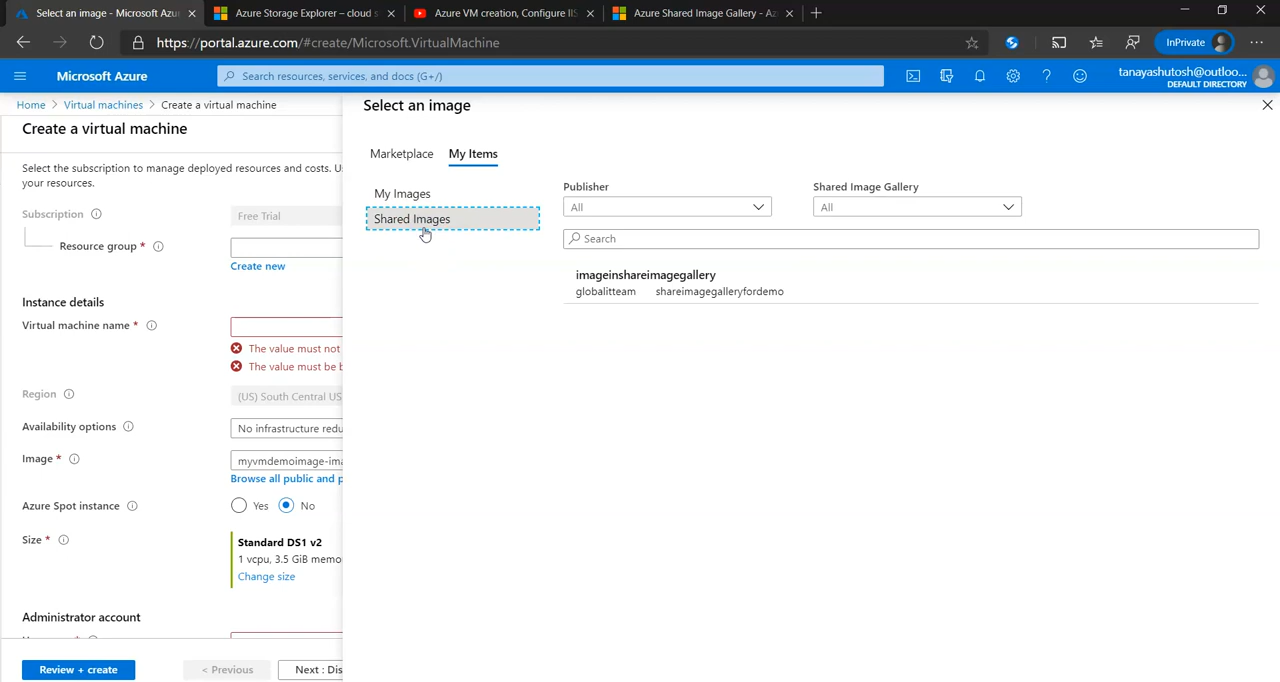 Select an image - Microsoft Azu
Azure Storage Explorer – cloud s
Azure VM creation, Configure IIS
Azure Shared Image Gallery - Az
https://portal.azure.com/#create/Microsoft.VirtualMachine
InPrivate
Microsoft Azure
Search resources, services, and docs (G+/)
tanayashutosh@outloo...
DEFAULT DIRECTORY
Home > Virtual machines > Create a virtual machine
Create a virtual machine
Select the subscription to manage deployed resources and costs. U
your resources.
Subscription
Free Trial
Resource group *
Create new
Instance details
Virtual machine name *
The value must not
The value must be b
Region
(US) South Central US
Availability options
No infrastructure redu
Image *
myvmdemoimage-ima
Browse all public and p
Azure Spot instance
Yes No
Size *
Standard DS1 v2
1 vcpu, 3.5 GiB memo
Change size
Administrator account
Review + create
< Previous
Next : Dis
Select an image
Marketplace My Items
My Images
Shared Images
Publisher
All
Shared Image Gallery
All
Search
imageinshareimagegallery
globalitteam shareimagegalleryfordemo